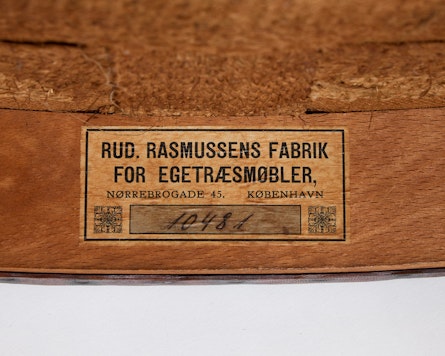 RUD. RASMUSSENS FABRIK
FOR EGETRÆSMØBLER,
NØRREBROGADE 45. KØBENHAVN
10481